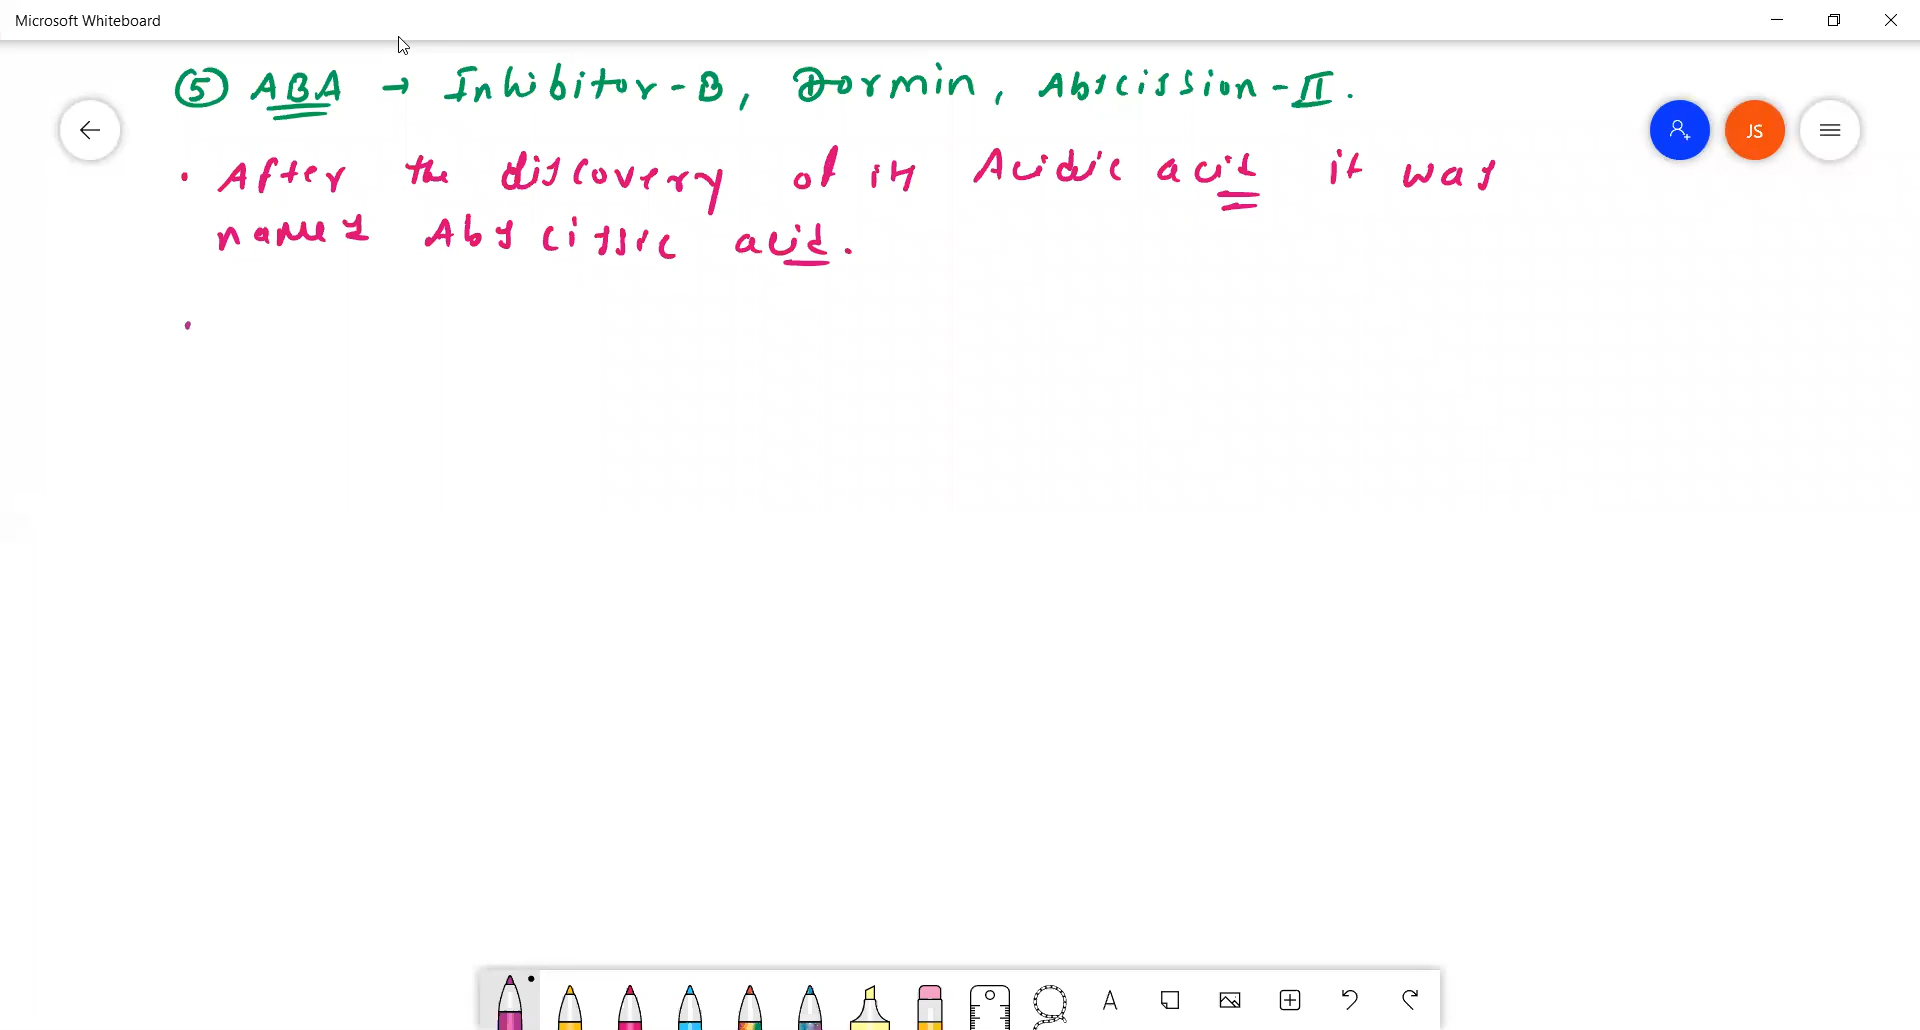 Microsoft Whiteboard
⑤ ABA → Inhibitor-B, Dormin, Abscission-II.
JS
• After the discovery of its Acidic acid it was
named Abscissic acid.
•